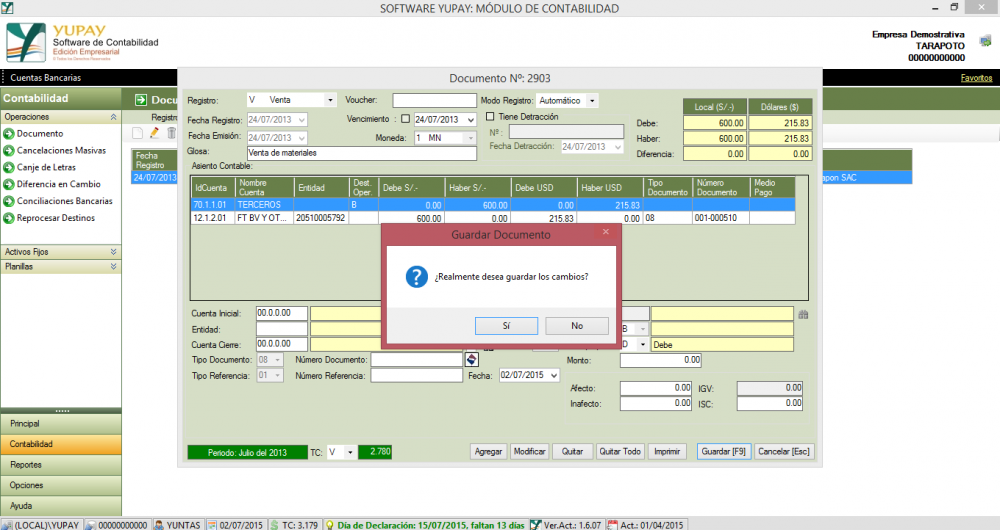 SOFTWARE YUPAY: MÓDULO DE CONTABILIDAD
YUPAY
Software de Contabilidad
Edición Empresarial
Empresa Demostrativa
TARAPOTO
00000000000
Cuentas Bancarias
Favoritos
Contabilidad
Operaciones
Documento
Cancelaciones Masivas
Canje de Letras
Diferencia en Cambio
Conciliaciones Bancarias
Reprocesar Destinos
Activos Fijos
Planillas
Principal
Contabilidad
Reportes
Opciones
Ayuda
Docu
Registr
Fecha
Registro
24/07/2013
apon SAC
Documento Nº: 2903
Registro: V Venta Voucher: Modo Registro: Automático
Fecha Registro: 24/07/2013 Vencimiento : 24/07/2013 Tiene Detracción
Fecha Emisión: 24/07/2013 Moneda: 1 MN Nº :
Fecha Detracción: 24/07/2013
Glosa: Venta de materiales
Local (S/.-) Dólares ($)
Debe: 600.00 215.83
Haber: 600.00 215.83
Diferencia: 0.00 0.00
Asiento Contable:
IdCuenta Nombre Cuenta Entidad Dest. Oper. Debe S/.- Haber S/.- Debe USD Haber USD Tipo Documento Número Documento Medio Pago
70.1.1.01 TERCEROS B 0.00 600.00 0.00 215.83
12.1.2.01 FT BV Y OT... 20510005792 600.00 0.00 215.83 0.00 08 001-000510
Guardar Documento
¿Realmente desea guardar los cambios?
Sí No
Cuenta Inicial: 00.0.0.00
Entidad: B
Cuenta Cierre: 00.0.0.00 D Debe
Tipo Documento: 08 Número Documento: Monto: 0.00
Tipo Referencia: 01 Número Referencia: Fecha: 02/07/2015
Afecto: 0.00 IGV: 0.00
Inafecto: 0.00 ISC: 0.00
Periodo: Julio del 2013 TC: V 2.780
Agregar Modificar Quitar Quitar Todo Imprimir Guardar [F9] Cancelar [Esc]
(LOCAL)\YUPAY 00000000000 YUNTAS 02/07/2015 TC: 3.179 Día de Declaración: 15/07/2015, faltan 13 días Ver.Act.: 1.6.07 Act.: 01/04/2015